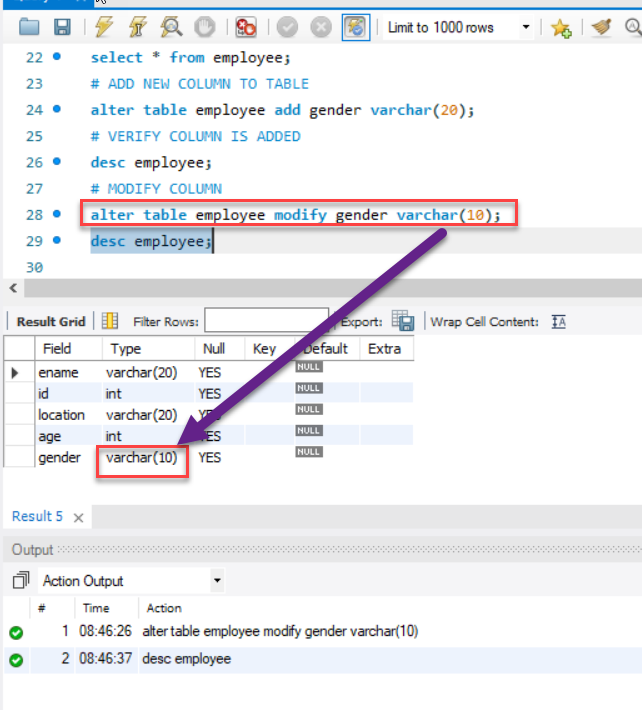 Limit to 1000 rows
22 select * from employee;
23 # ADD NEW COLUMN TO TABLE
24 alter table employee add gender varchar(20);
25 # VERIFY COLUMN IS ADDED
26 desc employee;
27 # MODIFY COLUMN
28 alter table employee modify gender varchar(10);
29 desc employee;
30
Result Grid Filter Rows: Export: Wrap Cell Content:
Field Type Null Key Default Extra
ename varchar(20) YES NULL
id int YES NULL
location varchar(20) YES NULL
age int YES NULL
gender varchar(10) YES NULL
Result 5
Output
Action Output
# Time Action
1 08:46:26 alter table employee modify gender varchar(10)
2 08:46:37 desc employee